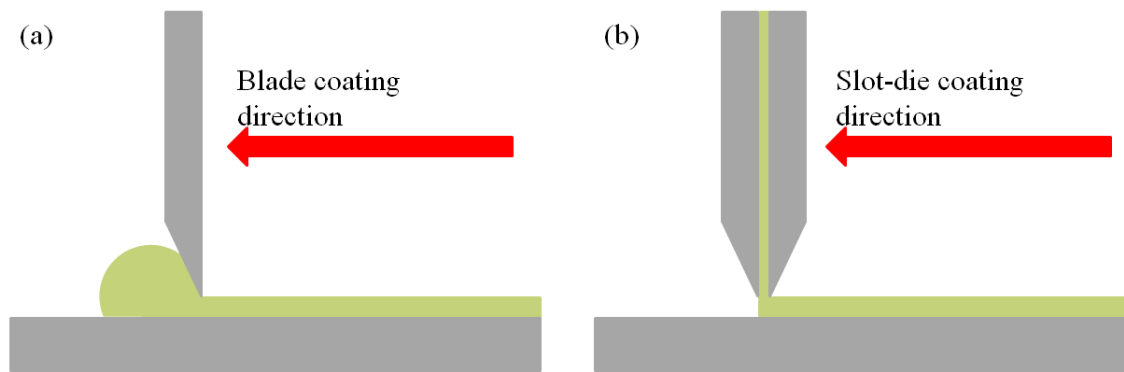 (a)
Blade coating
direction
(b)
Slot-die coating
direction